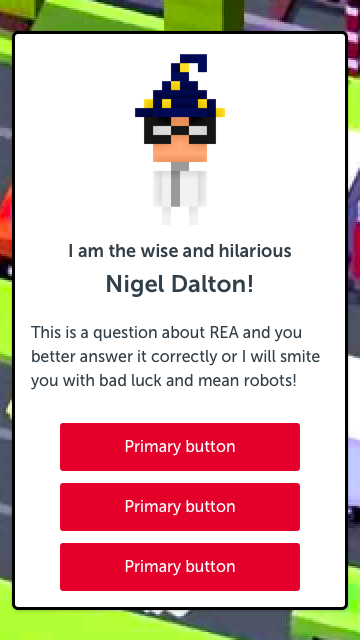 I am the wise and hilarious
Nigel Dalton!
This is a question about REA and you
better answer it correctly or I will smite
you with bad luck and mean robots!
Primary button
Primary button
Primary button